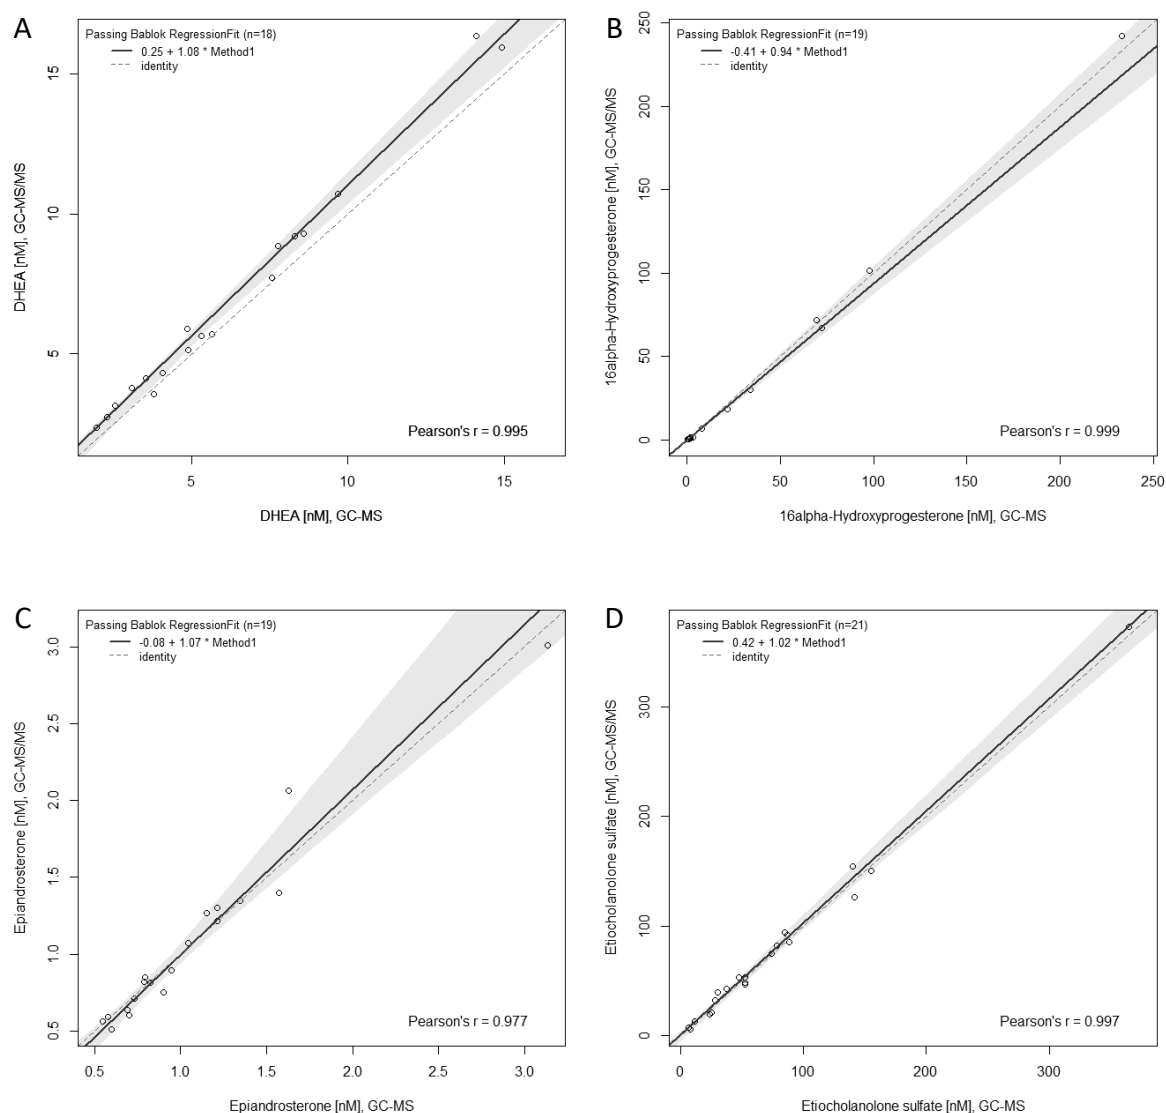 A
Passing Bablok RegressionFit (n=18)
0.25 + 1.08 * Method1
identity
15
10
5
DHEA [nM], GC-MS/MS
Pearson's r = 0.995
5
10
15
DHEA [nM], GC-MS
B
Passing Bablok RegressionFit (n=19)
-0.41 + 0.94 * Method1
identity
250
200
150
100
50
0
16alpha-Hydroxyprogesterone [nM], GC-MS/MS
Pearson's r = 0.999
0
50
100
150
200
250
16alpha-Hydroxyprogesterone [nM], GC-MS
C
Passing Bablok RegressionFit (n=19)
-0.08 + 1.07 * Method1
identity
3.0
2.5
2.0
1.5
1.0
0.5
Epiandrosterone [nM], GC-MS/MS
Pearson's r = 0.977
0.5
1.0
1.5
2.0
2.5
3.0
Epiandrosterone [nM], GC-MS
D
Passing Bablok RegressionFit (n=21)
0.42 + 1.02 * Method1
identity
300
200
100
0
Etiocholanolone sulfate [nM], GC-MS/MS
Pearson's r = 0.997
0
100
200
300
Etiocholanolone sulfate [nM], GC-MS